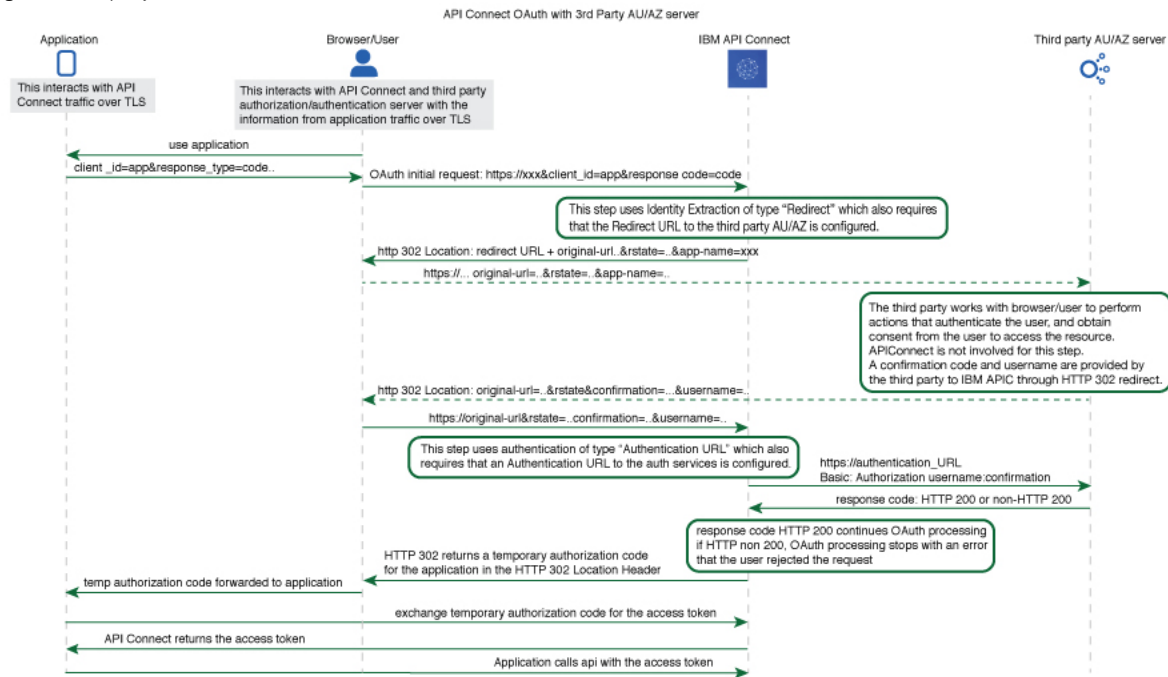 API Connect OAuth with 3rd Party AU/AZ server
Application
Browser/User
IBM API Connect
Third party AU/AZ server
This interacts with API
Connect traffic over TLS
This interacts with API Connect and third party
authorization/authentication server with the
information from application traffic over TLS
use application
client _id=app&response_type=code..
OAuth initial request: https://xxx&client_id=app&response code=code
This step uses Identity Extraction of type “Redirect” which also requires
that the Redirect URL to the third party AU/AZ is configured.
http 302 Location: redirect URL + original-url..&rstate=..&app-name=xxx
https://... original-url=..&rstate=..&app-name=..
The third party works with browser/user to perform
actions that authenticate the user, and obtain
consent from the user to access the resource.
APIConnect is not involved for this step.
A confirmation code and username are provided by
the third party to IBM APIC through HTTP 302 redirect.
http 302 Location: original-url=..&rstate&confirmation=...&username=..
https://original-url&rstate=..confirmation=..&username=..
This step uses authentication of type “Authentication URL” which also
requires that an Authentication URL to the auth services is configured.
https://authentication_URL
Basic: Authorization username:confirmation
response code: HTTP 200 or non-HTTP 200
response code HTTP 200 continues OAuth processing
if HTTP non 200, OAuth processing stops with an error
that the user rejected the request
HTTP 302 returns a temporary authorization code
for the application in the HTTP 302 Location Header
temp authorization code forwarded to application
exchange temporary authorization code for the access token
API Connect returns the access token
Application calls api with the access token